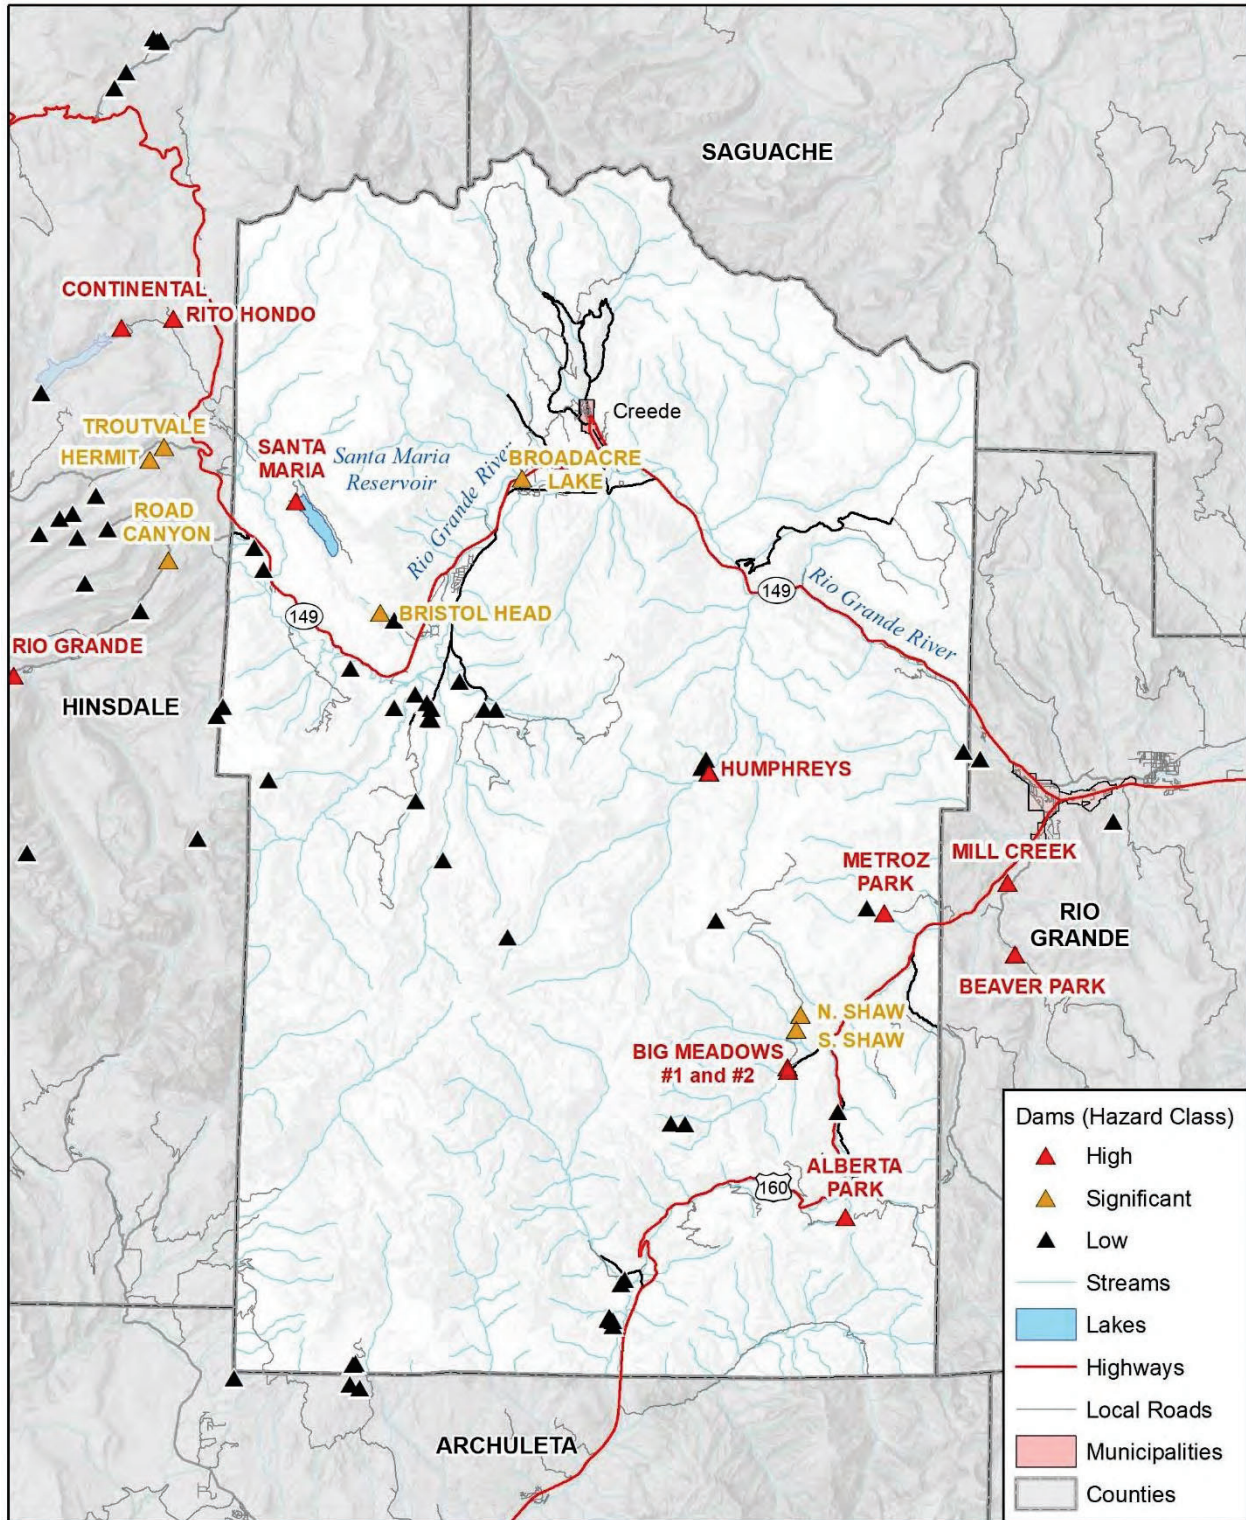 SAGUACHE
CONTINENTAL
RITO HONDO
Creede
TROUTVALE
HERMIT
SANTA
MARIA
Santa Maria
Reservoir
Rio Grande River
BROADACRE
LAKE
ROAD
CANYON
149
BRISTOL HEAD
149
Rio Grande River
RIO GRANDE
HINSDALE
HUMPHREYS
METROZ
PARK
MILL CREEK
RIO
GRANDE
BEAVER PARK
N. SHAW
S. SHAW
BIG MEADOWS
#1 and #2
ALBERTA
PARK
160
ARCHULETA
Dams (Hazard Class)
High
Significant
Low
Streams
Lakes
Highways
Local Roads
Municipalities
Counties